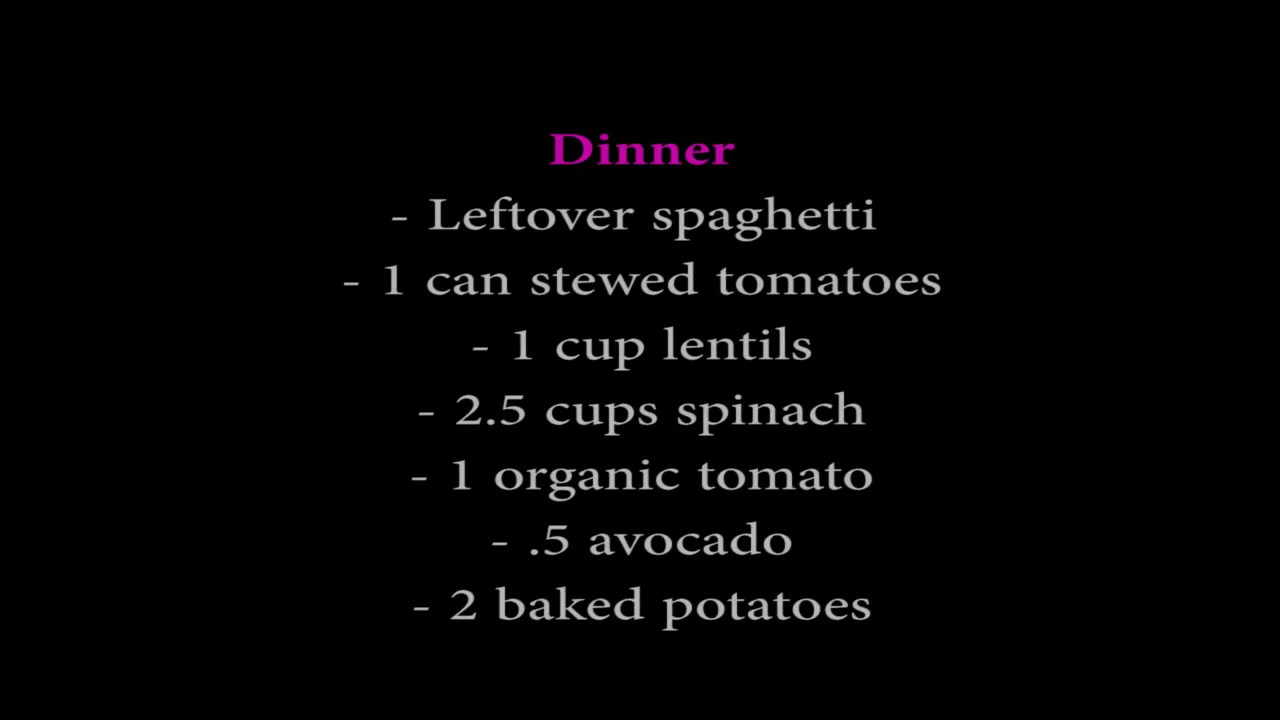 Dinner
- Leftover spaghetti
- 1 can stewed tomatoes
- 1 cup lentils
- 2.5 cups spinach
- 1 organic tomato
- .5 avocado
- 2 baked potatoes